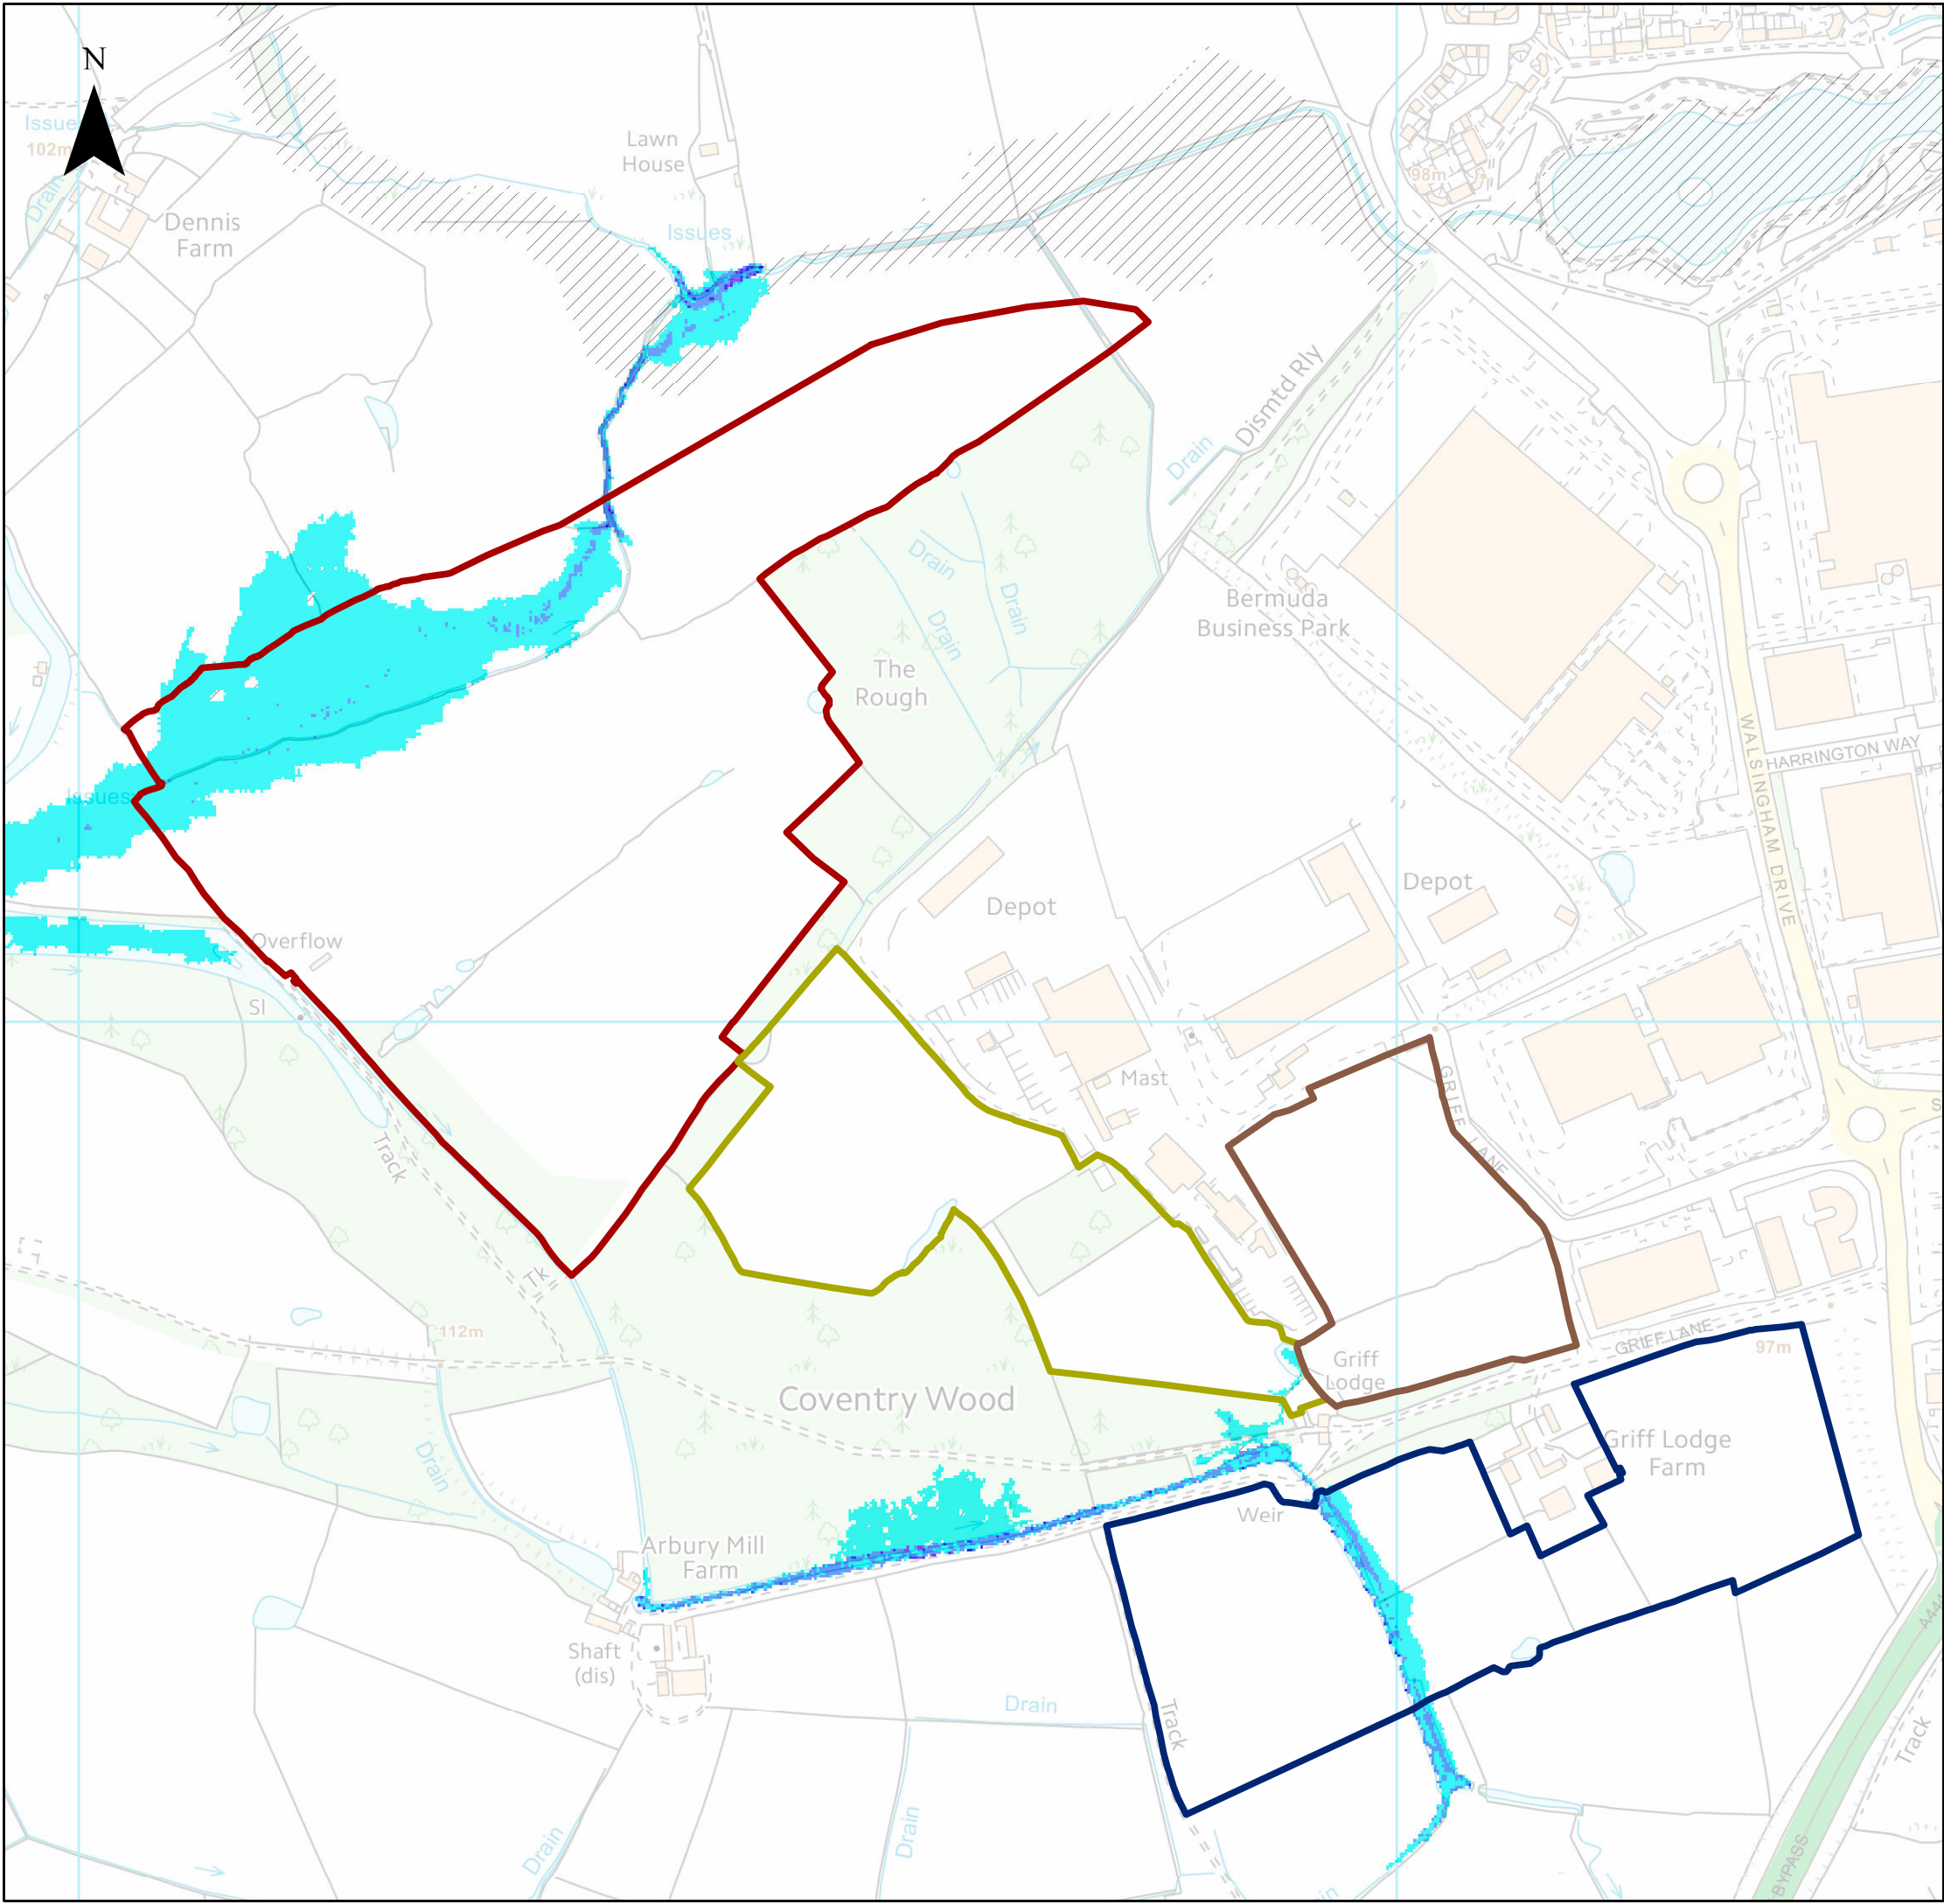 N
Issues
102m
Drain
Dennis
Farm
Lawn
House
Issues
98m
Dismtd Rly
Drain
Bermuda
Business Park
Drain
Drain
Drain
The
Rough
WALSINGHAM DRIVE
HARRINGTON WAY
Issues
Overflow
Sl
Depot
Depot
Mast
GRIFF LANE
Track
Tk
112m
Coventry Wood
Griff
Lodge
GRIFF LANE
97m
Griff Lodge
Farm
Drain
Weir
Arbury Mill
Farm
Shaft
(dis)
Drain
Track
Drain
Drain
A444
Track
BYPASS